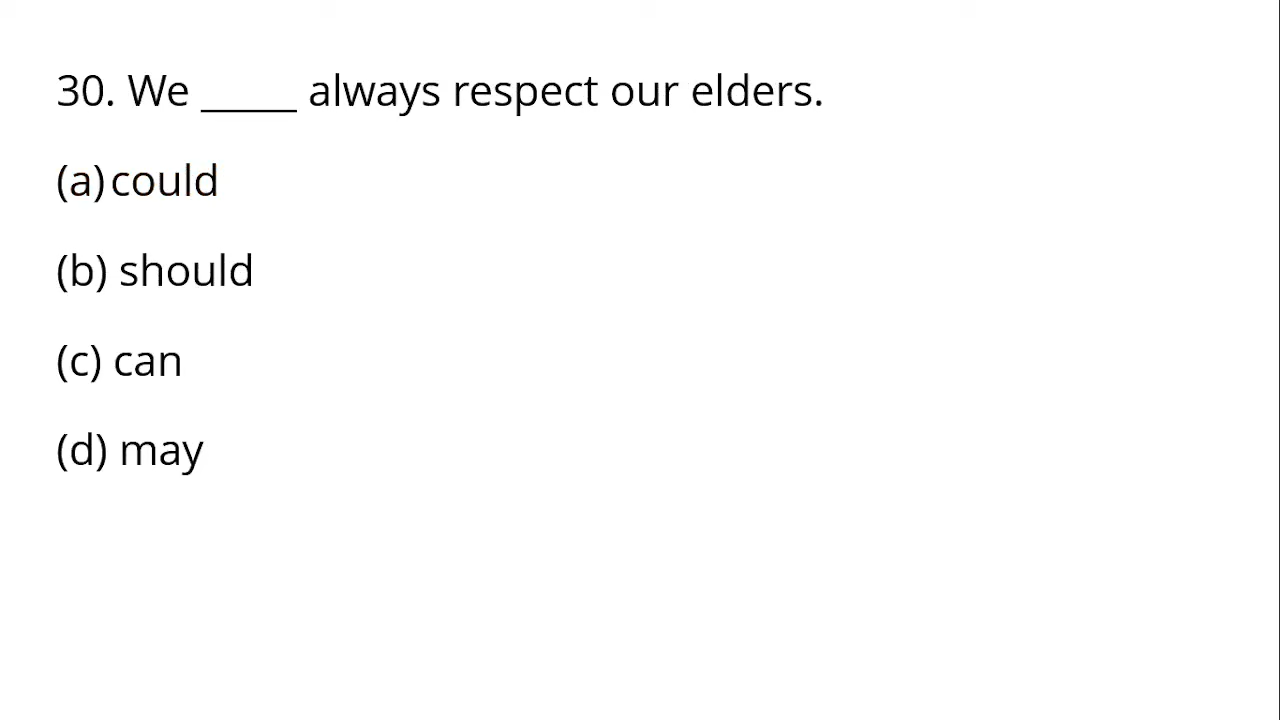 30. We _____ always respect our elders.
(a) could
(b) should
(c) can
(d) may